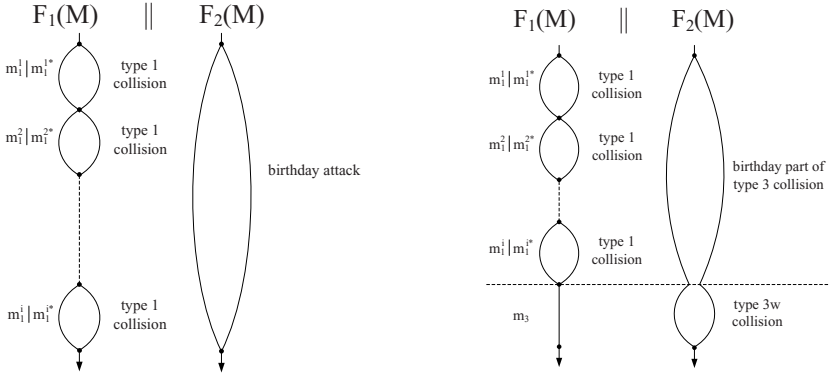 F₁(M) || F₂(M)
m₁¹|m₁¹* type 1
collision
m₁²|m₁²* type 1
collision
birthday attack
m₁ⁱ|m₁ⁱ* type 1
collision
F₁(M) || F₂(M)
m₁¹|m₁¹* type 1
collision
m₁²|m₁²* type 1
collision
birthday part of
type 3 collision
m₁ⁱ|m₁ⁱ* type 1
collision
m₃ type 3w
collision